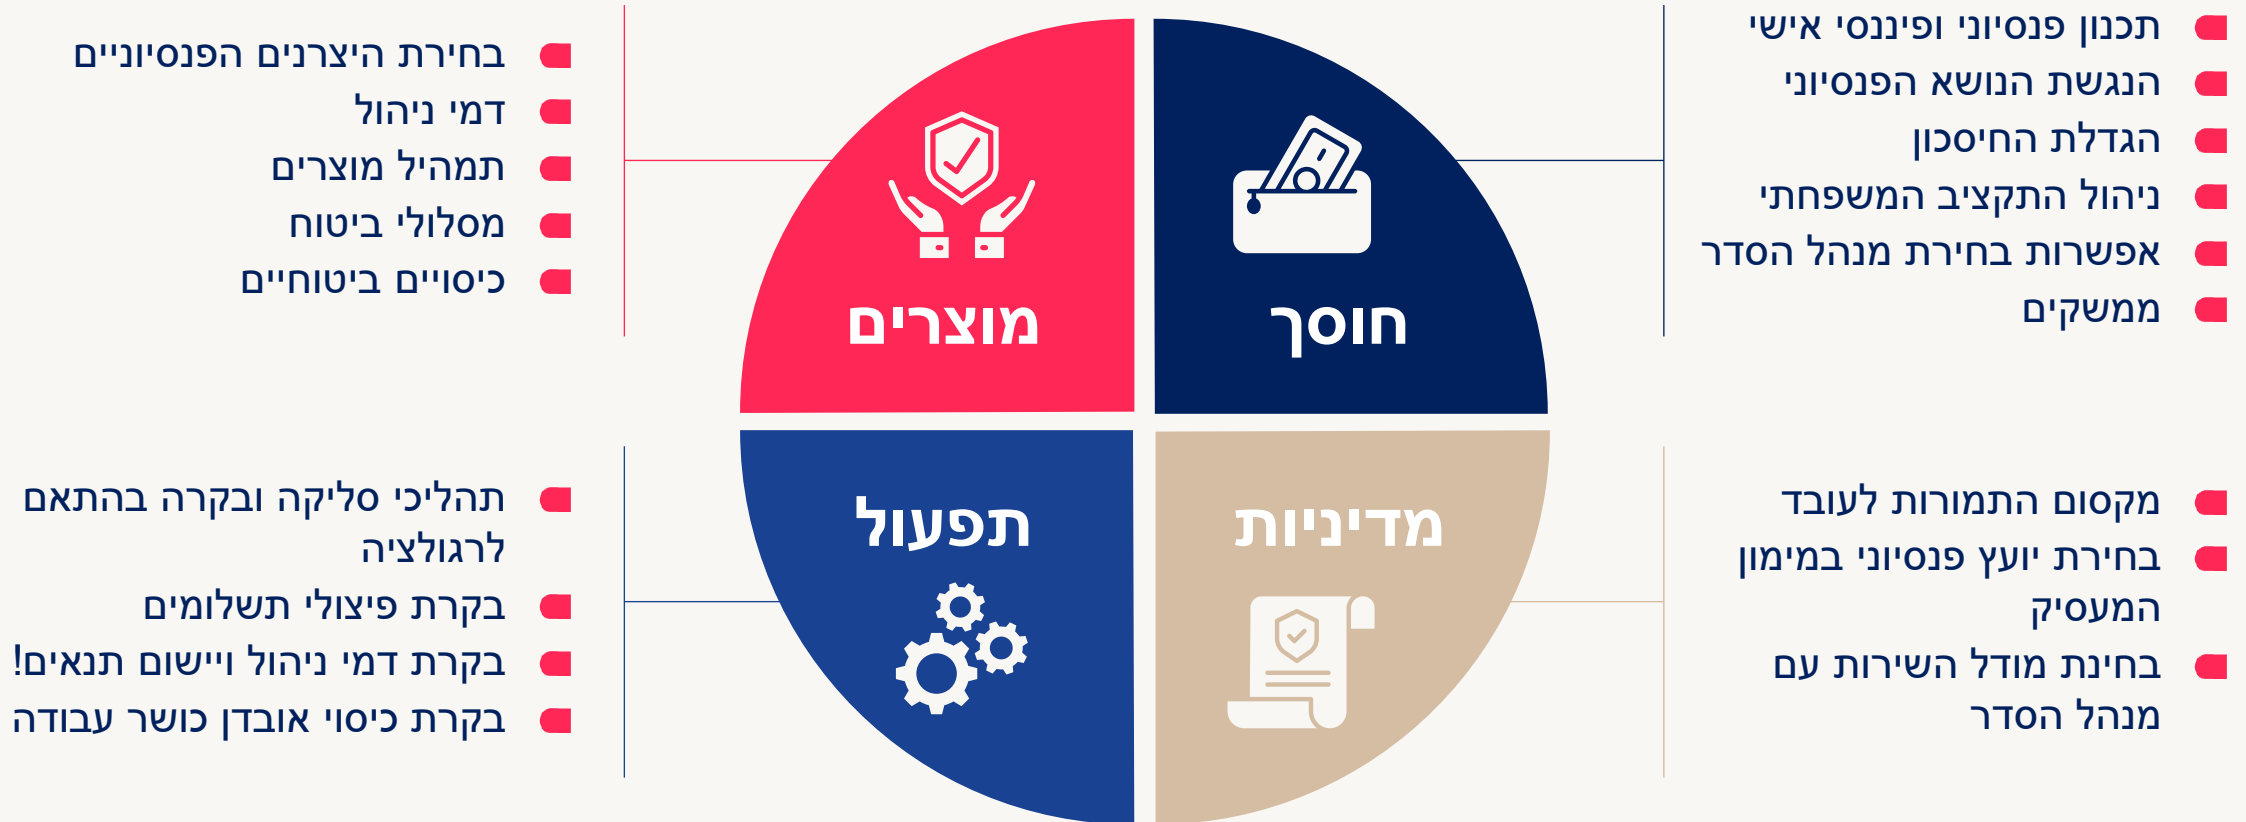 חוסך
תכנון פנסיוני ופיננסי אישי
הנגשת הנושא הפנסיוני
הגדלת החיסכון
ניהול התקציב המשפחתי
אפשרות בחירת מנהל הסדר
ממשקים
מוצרים
בחירת היצרנים הפנסיוניים
דמי ניהול
תמהיל מוצרים
מסלולי ביטוח
כיסויים ביטוחיים
מדיניות
מקסום התמורות לעובד
בחירת יועץ פנסיוני במימון
המעסיק
בחינת מודל השירות עם
מנהל הסדר
תפעול
תהליכי סליקה ובקרה בהתאם
לרגולציה
בקרת פיצולי תשלומים
בקרת דמי ניהול ויישום תנאים!
בקרת כיסוי אובדן כושר עבודה